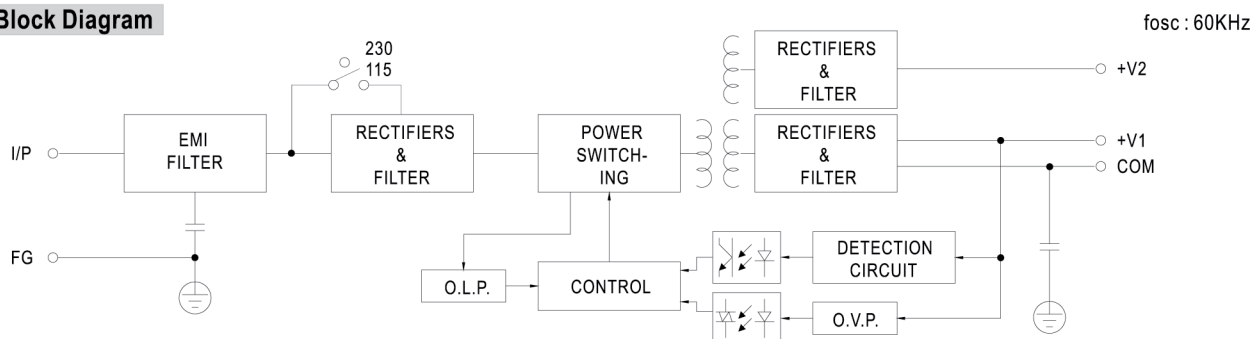 Block Diagram
fosc : 60KHz
230
115
RECTIFIERS
&
FILTER
+V2
I/P
EMI
FILTER
RECTIFIERS
&
FILTER
POWER
SWITCH-
ING
RECTIFIERS
&
FILTER
+V1
COM
FG
O.L.P.
CONTROL
DETECTION
CIRCUIT
O.V.P.